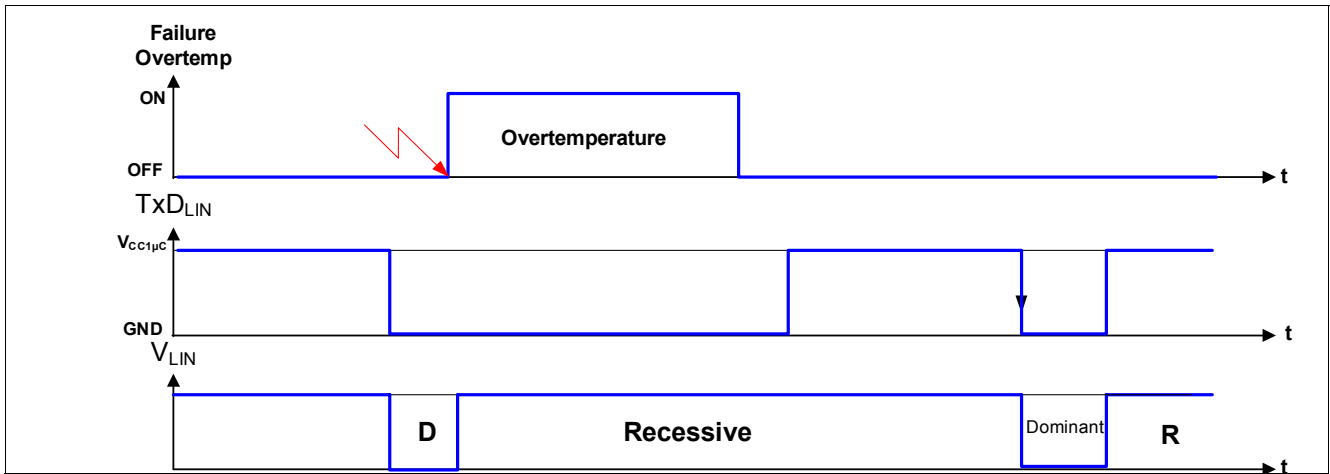 Failure
Overtemp
ON
Overtemperature
OFF
t
TxDLIN
VCC1µC
GND
t
VLIN
D
Recessive
Dominant
R
t